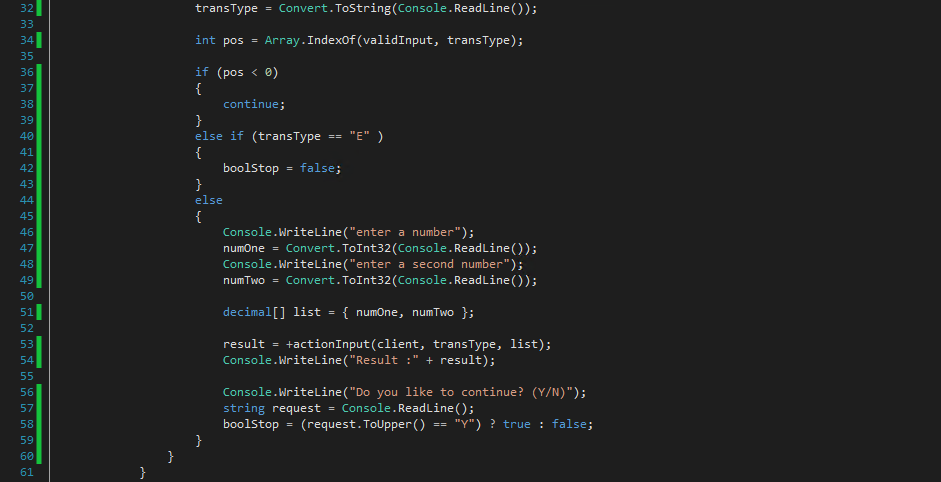 32 transType = Convert.ToString(Console.ReadLine());
33
34 int pos = Array.IndexOf(validInput, transType);
35
36 if (pos < 0)
37 {
38 continue;
39 }
40 else if (transType == "E" )
41 {
42 boolStop = false;
43 }
44 else
45 {
46 Console.WriteLine("enter a number");
47 numOne = Convert.ToInt32(Console.ReadLine());
48 Console.WriteLine("enter a second number");
49 numTwo = Convert.ToInt32(Console.ReadLine());
50
51 decimal[] list = { numOne, numTwo };
52
53 result = +actionInput(client, transType, list);
54 Console.WriteLine("Result :" + result);
55
56 Console.WriteLine("Do you like to continue? (Y/N)");
57 string request = Console.ReadLine();
58 boolStop = (request.ToUpper() == "Y") ? true : false;
59 }
60 }
61 }